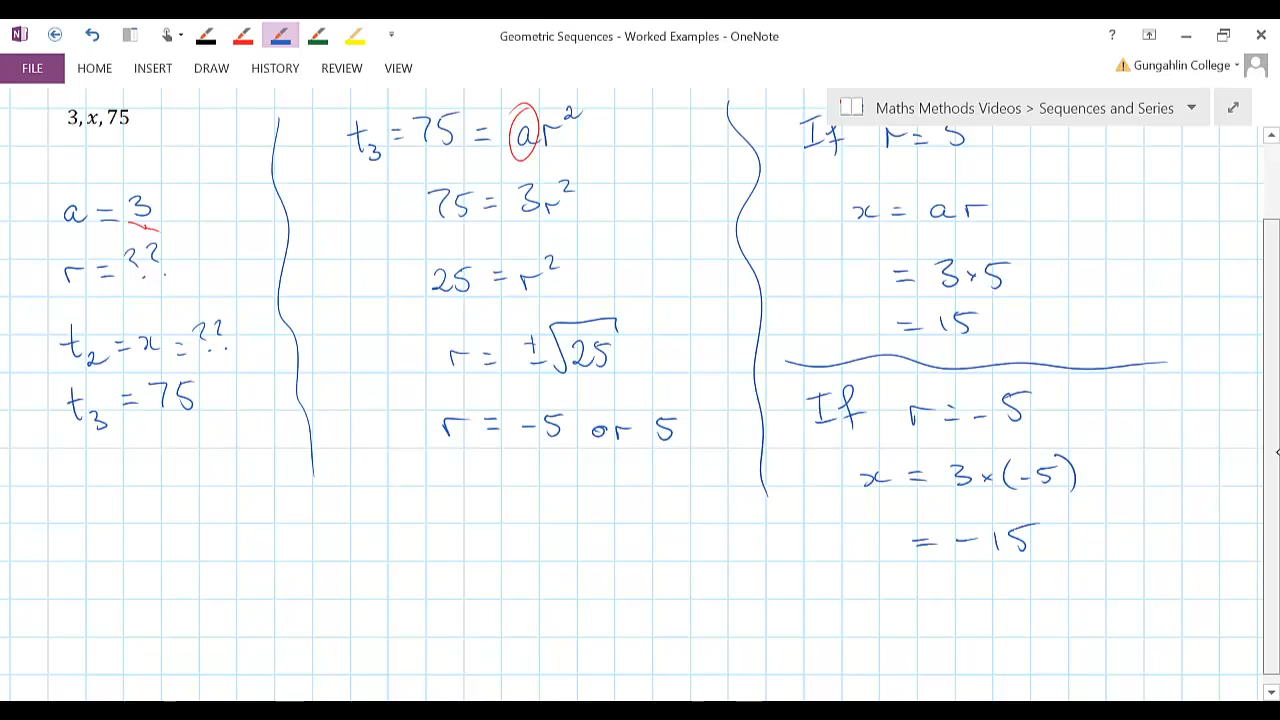 Geometric Sequences - Worked Examples - OneNote
?
FILE HOME INSERT DRAW HISTORY REVIEW VIEW
Gungahlin College
Maths Methods Videos > Sequences and Series
3, x, 75
a = 3
r = ??
t₂ = x = ??
t₃ = 75
t₃ = 75 = ar²
75 = 3r²
25 = r²
r = ±√25
r = -5 or 5
If r = 5
x = ar
= 3 × 5
= 15
If r = -5
x = 3 × (-5)
= -15